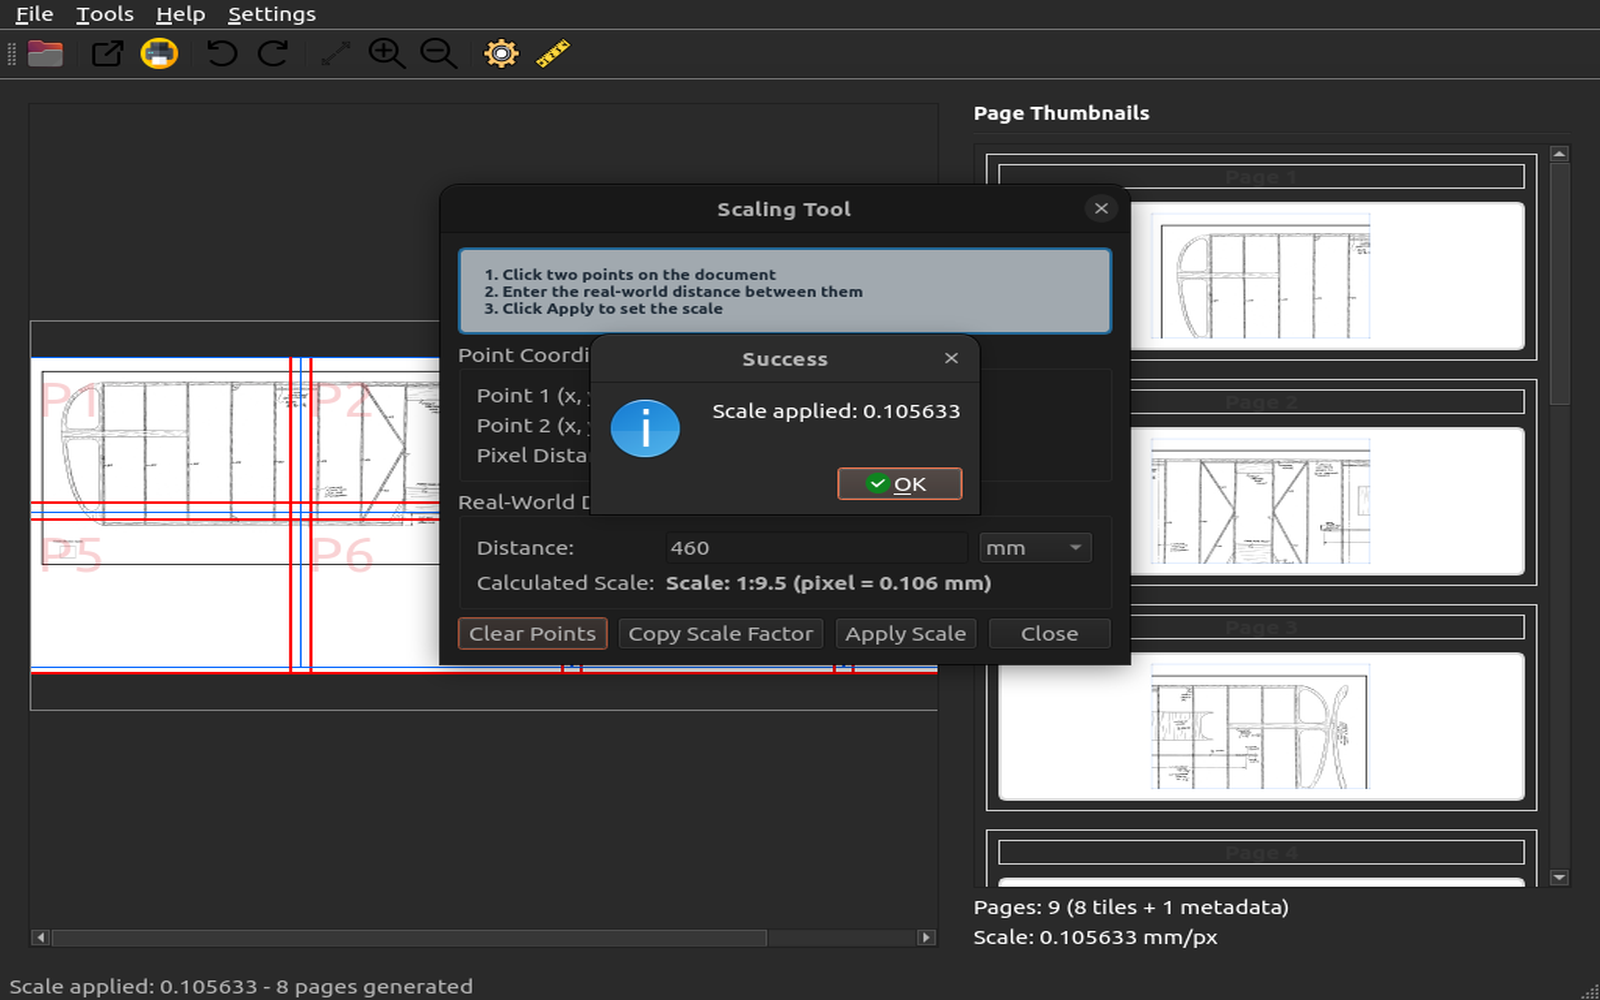 File Tools Help Settings
Page Thumbnails
Page 1
Page 2
Page 3
Page 4
Scaling Tool
1. Click two points on the document
2. Enter the real-world distance between them
3. Click Apply to set the scale
Point Coordi
Point 1 (x,
Point 2 (x,
Pixel Dista
Real-World D
Success
Scale applied: 0.105633
OK
Distance: 460 mm
Calculated Scale: Scale: 1:9.5 (pixel = 0.106 mm)
Clear Points Copy Scale Factor Apply Scale Close
P1 P2
P5 P6
Pages: 9 (8 tiles + 1 metadata)
Scale: 0.105633 mm/px
Scale applied: 0.105633 - 8 pages generated